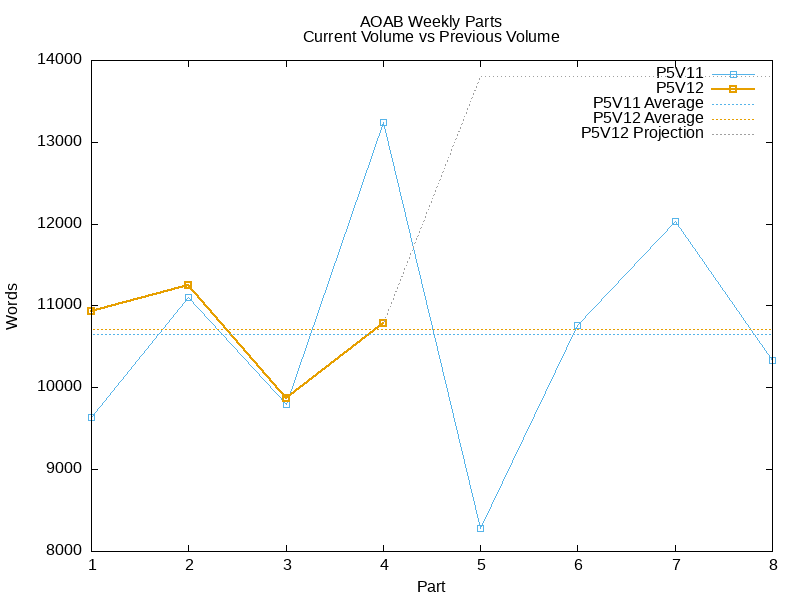 AOAB Weekly Parts
Current Volume vs Previous Volume
14000
13000
12000
11000
10000
9000
8000
Words
P5V11
P5V12
P5V11 Average
P5V12 Average
P5V12 Projection
1 2 3 4 5 6 7 8
Part